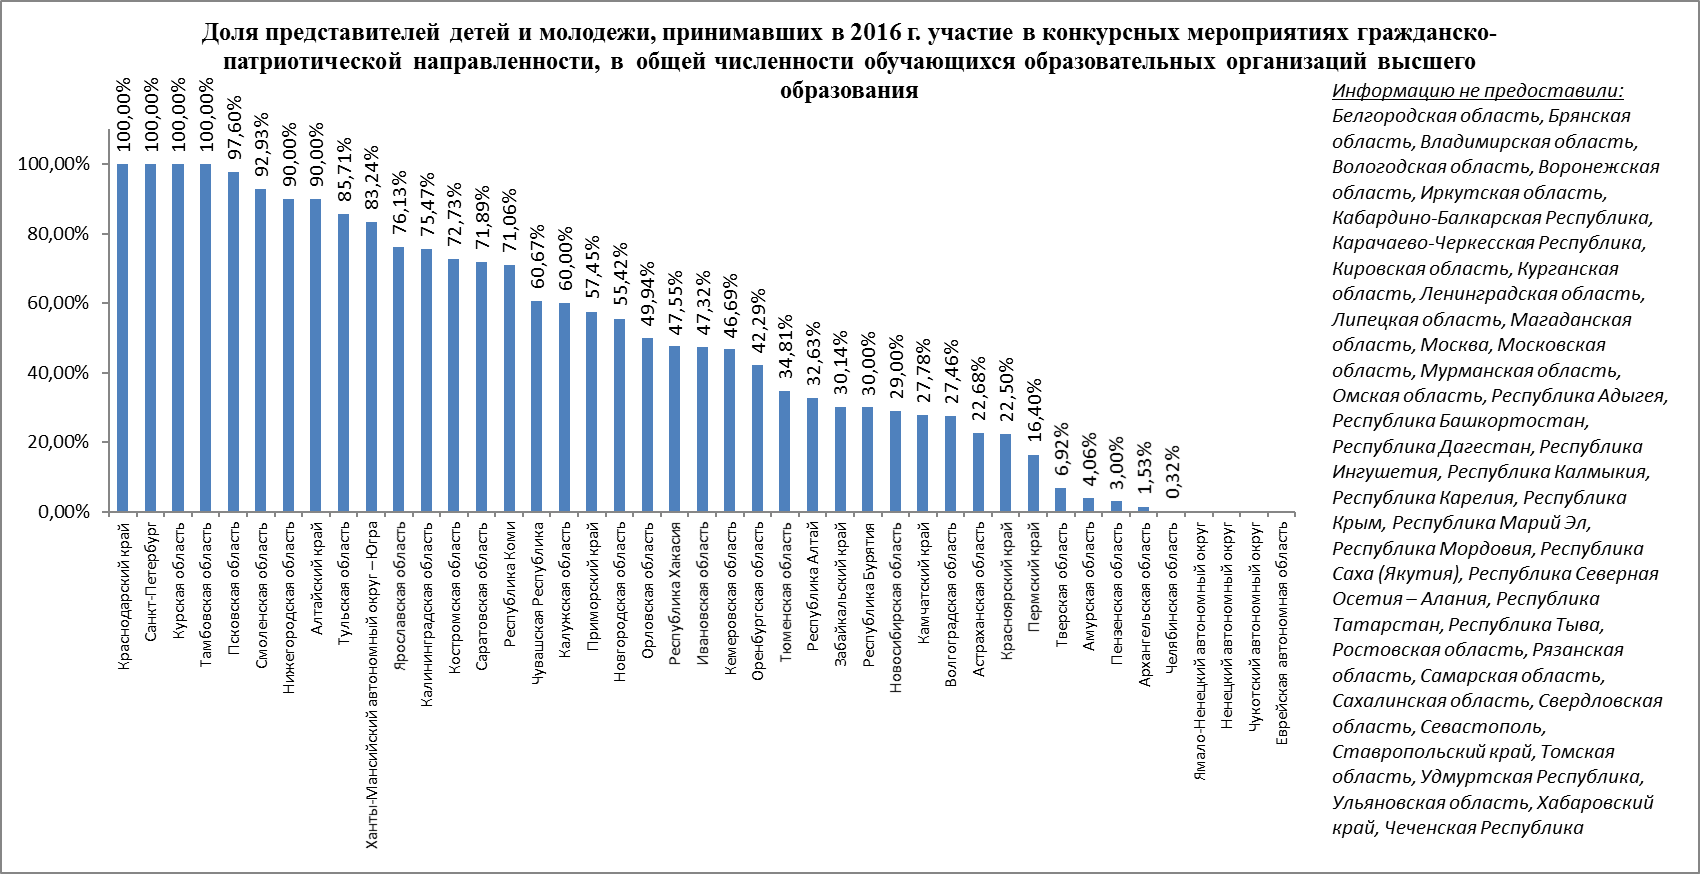 Доля представителей детей и молодежи, принимавших в 2016 г. участие в конкурсных мероприятиях гражданско-
патриотической направленности, в общей численности обучающихся образовательных организаций высшего
образования
100,00%
80,00%
60,00%
40,00%
20,00%
0,00%
100,00%
100,00%
100,00%
100,00%
97,60%
92,93%
90,00%
90,00%
85,71%
83,24%
76,13%
75,47%
72,73%
71,89%
71,06%
60,67%
60,00%
57,45%
55,42%
49,94%
47,55%
47,32%
46,69%
42,29%
34,81%
32,63%
30,14%
30,00%
29,00%
27,78%
27,46%
22,68%
22,50%
16,40%
6,92%
4,06%
3,00%
1,53%
0,32%
Краснодарский край
Санкт-Петербург
Курская область
Тамбовская область
Псковская область
Смоленская область
Нижегородская область
Алтайский край
Тульская область
Ханты-Мансийский автономный округ – Югра
Ярославская область
Калининградская область
Костромская область
Саратовская область
Республика Коми
Чувашская Республика
Калужская область
Приморский край
Новгородская область
Орловская область
Республика Хакасия
Ивановская область
Кемеровская область
Оренбургская область
Тюменская область
Республика Алтай
Забайкальский край
Республика Бурятия
Новосибирская область
Камчатский край
Волгоградская область
Астраханская область
Красноярский край
Пермский край
Тверская область
Амурская область
Пензенская область
Архангельская область
Челябинская область
Ямало-Ненецкий автономный округ
Ненецкий автономный округ
Чукотский автономный округ
Еврейская автономная область
Информацию не предоставили:
Белгородская область, Брянская
область, Владимирская область,
Вологодская область, Воронежская
область, Иркутская область,
Кабардино-Балкарская Республика,
Карачаево-Черкесская Республика,
Кировская область, Курганская
область, Ленинградская область,
Липецкая область, Магаданская
область, Москва, Московская
область, Мурманская область,
Омская область, Республика Адыгея,
Республика Башкортостан,
Республика Дагестан, Республика
Ингушетия, Республика Калмыкия,
Республика Карелия, Республика
Крым, Республика Марий Эл,
Республика Мордовия, Республика
Саха (Якутия), Республика Северная
Осетия – Алания, Республика
Татарстан, Республика Тыва,
Ростовская область, Рязанская
область, Самарская область,
Сахалинская область, Свердловская
область, Севастополь,
Ставропольский край, Томская
область, Удмуртская Республика,
Ульяновская область, Хабаровский
край, Чеченская Республика